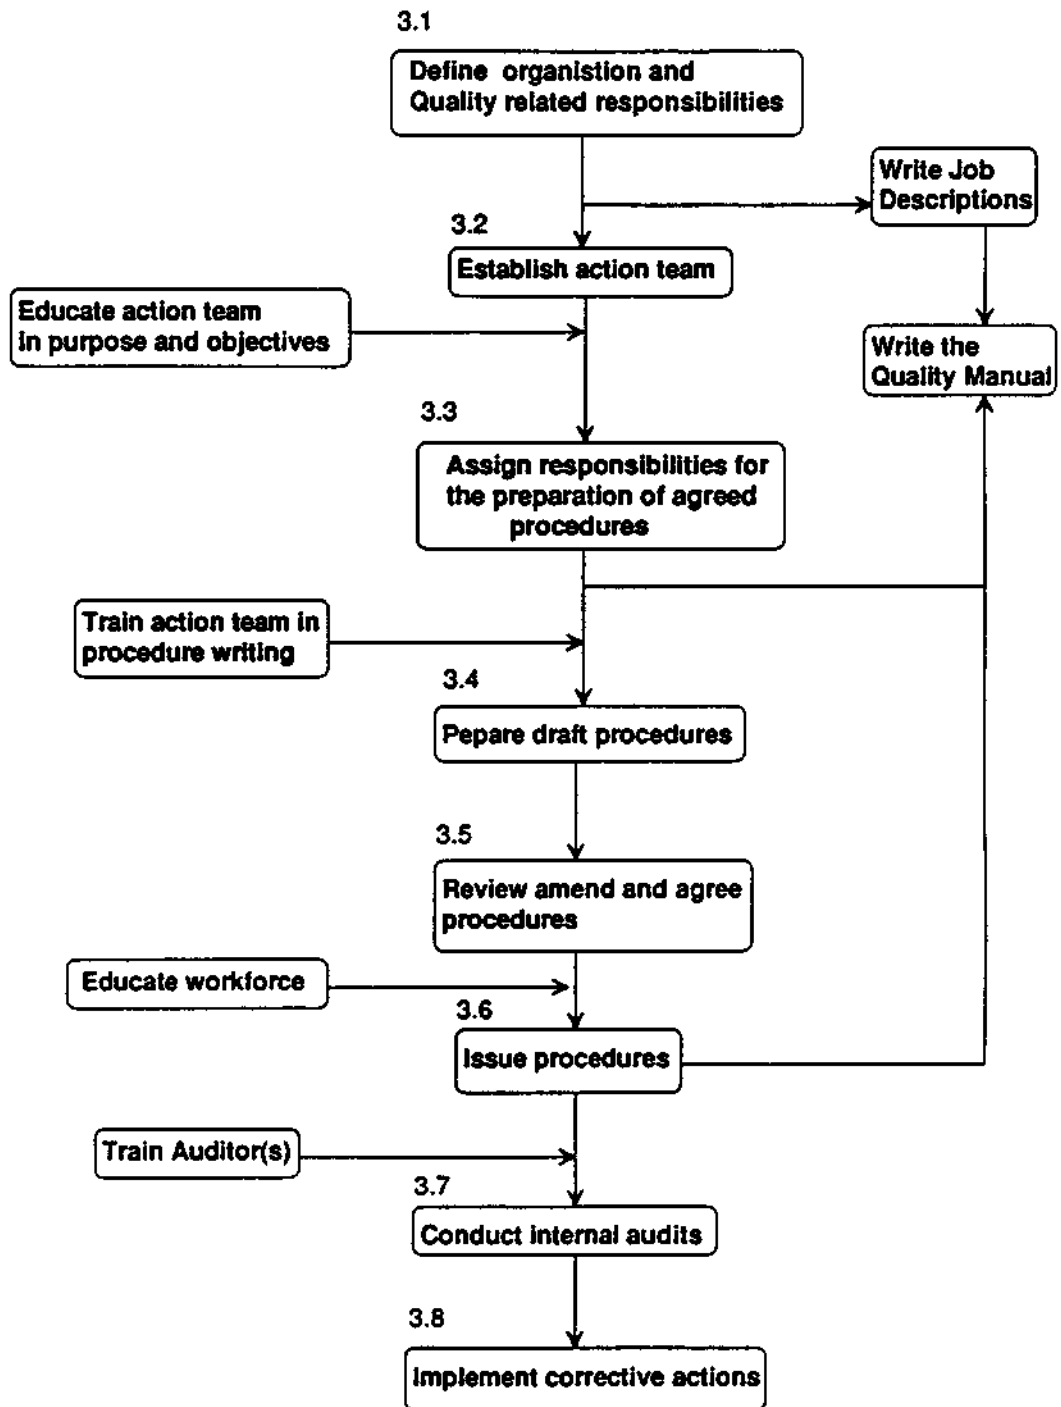 3.1
Define organistion and
Quality related responsibilities
Write Job
Descriptions
3.2
Establish action team
Educate action team
in purpose and objectives
Write the
Quality Manual
3.3
Assign responsibilities for
the preparation of agreed
procedures
Train action team in
procedure writing
3.4
Pepare draft procedures
3.5
Review amend and agree
procedures
Educate workforce
3.6
Issue procedures
Train Auditor(s)
3.7
Conduct internal audits
3.8
Implement corrective actions